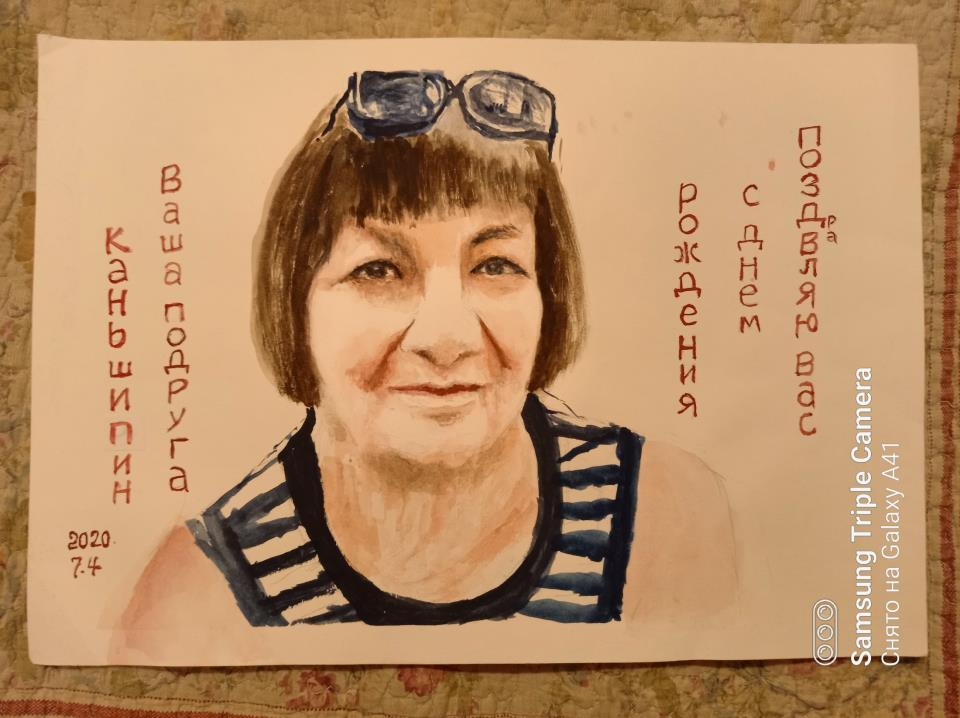 Поздравляю вас
с днем
рождения
Ваша подруга
Каньшипин
2020.
7.4
Samsung Triple Camera
Снято на Galaxy A41